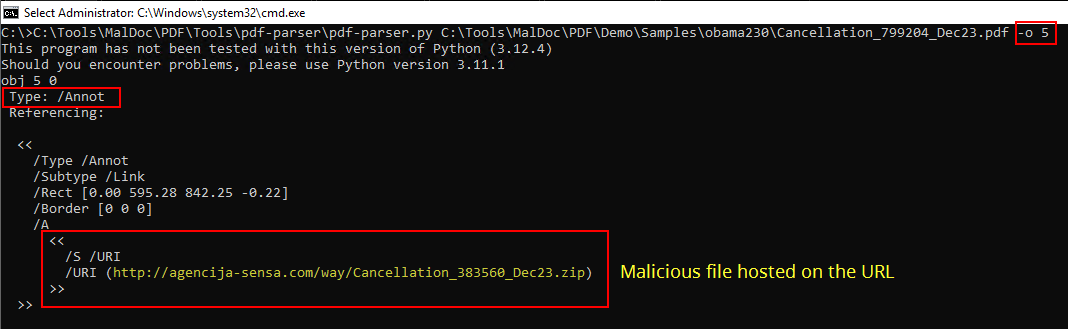 Select Administrator: C:\Windows\system32\cmd.exe
C:\>C:\Tools\MalDoc\PDF\Tools\pdf-parser\pdf-parser.py C:\Tools\MalDoc\PDF\Demo\Samples\obama230\Cancellation_799204_Dec23.pdf -o 5
This program has not been tested with this version of Python (3.12.4)
Should you encounter problems, please use Python version 3.11.1
obj 5 0
Type: /Annot
Referencing:
<<
/Type /Annot
/Subtype /Link
/Rect [0.00 595.28 842.25 -0.22]
/Border [0 0 0]
/A
<<
/S /URI
/URI (http://agencija-sensa.com/way/Cancellation_383560_Dec23.zip)
Malicious file hosted on the URL
>>
>>